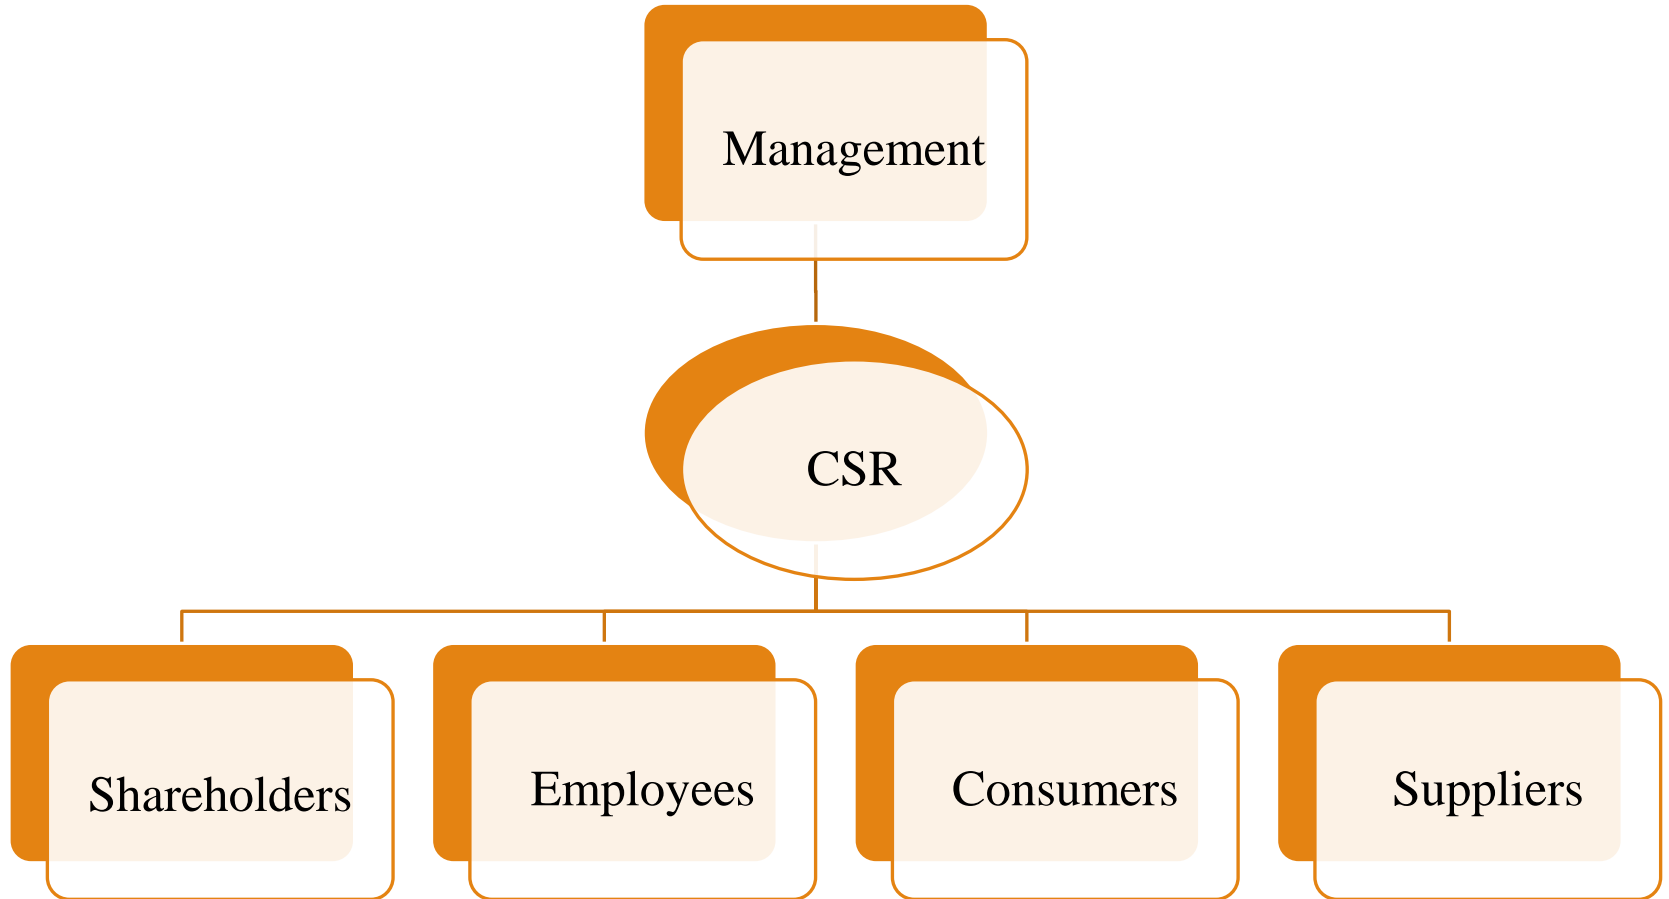 Management
CSR
Shareholders
Employees
Consumers
Suppliers